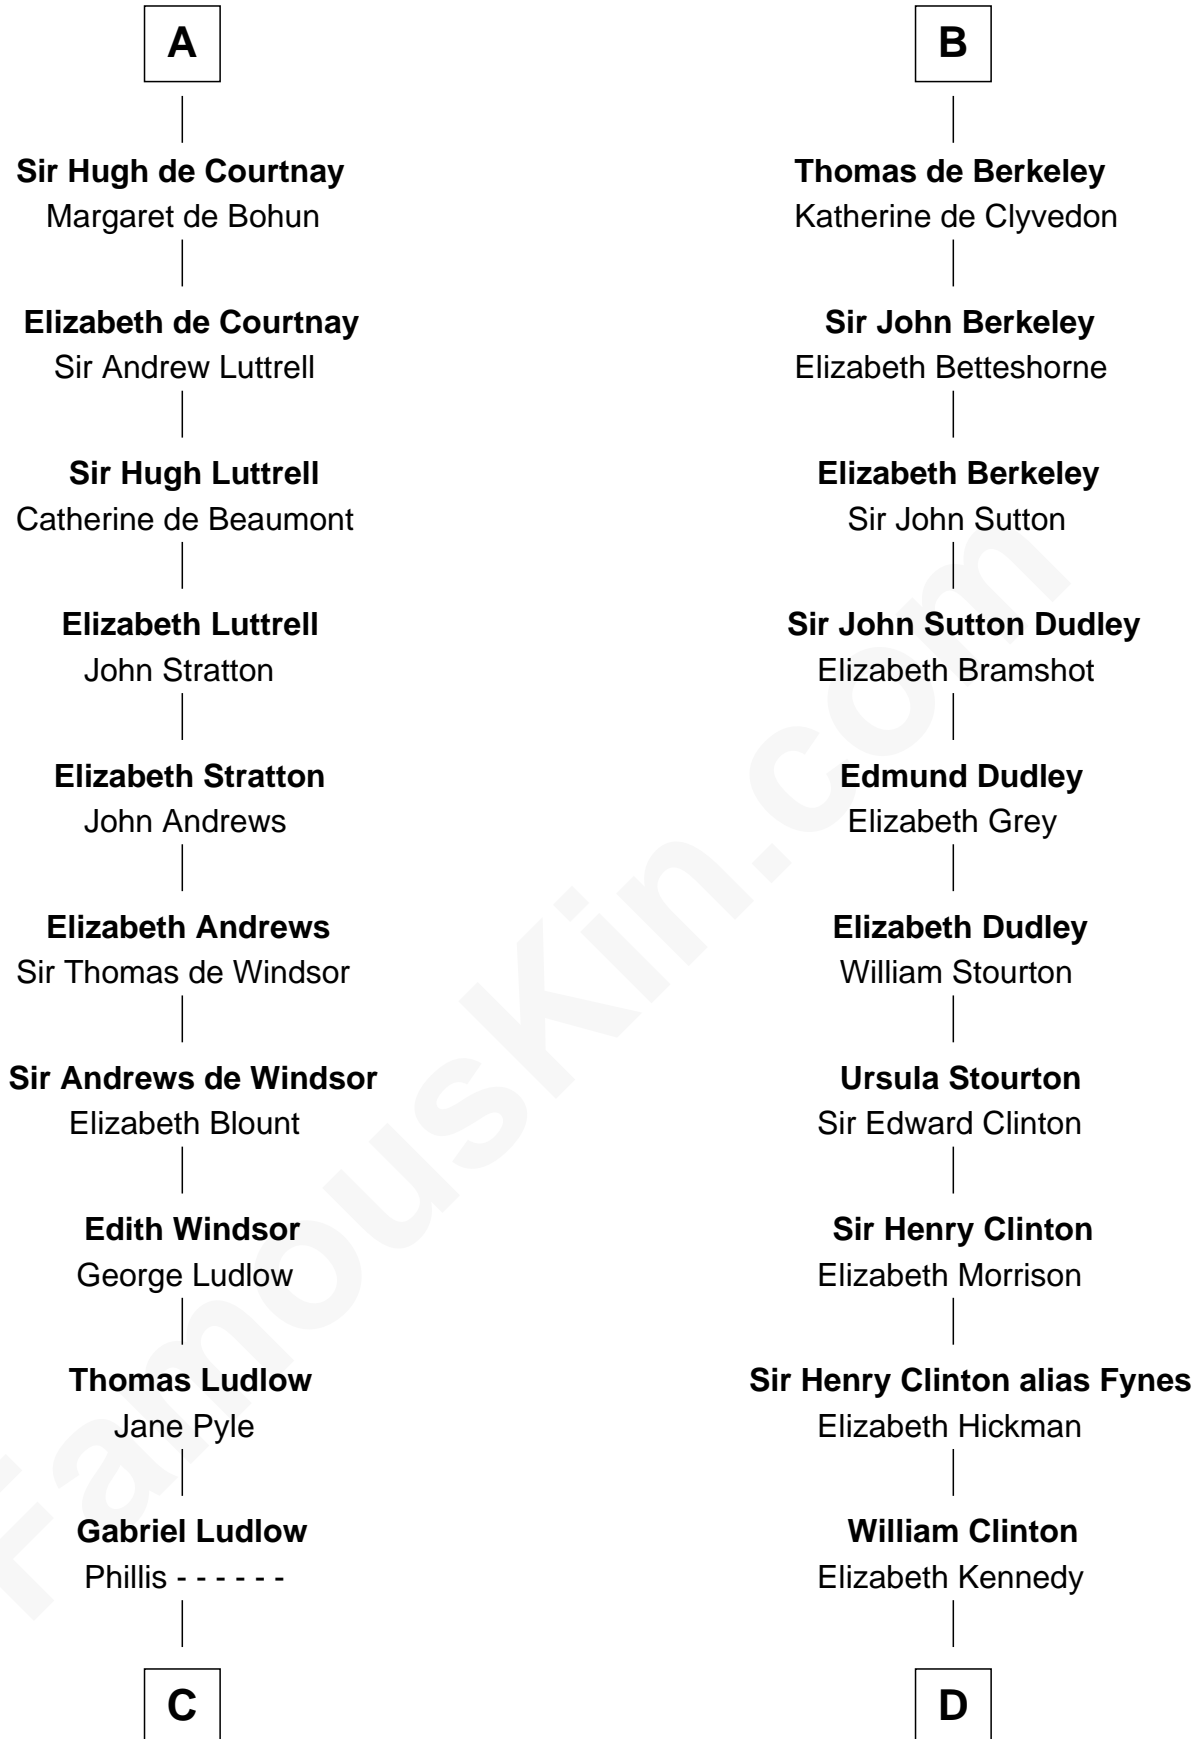 A
Sir Hugh de Courtnay
Margaret de Bohun
Elizabeth de Courtnay
Sir Andrew Luttrell
Sir Hugh Luttrell
Catherine de Beaumont
Elizabeth Luttrell
John Stratton
Elizabeth Stratton
John Andrews
Elizabeth Andrews
Sir Thomas de Windsor
Sir Andrews de Windsor
Elizabeth Blount
Edith Windsor
George Ludlow
Thomas Ludlow
Jane Pyle
Gabriel Ludlow
Phillis - - - - - -
C
B
Thomas de Berkeley
Katherine de Clyvedon
Sir John Berkeley
Elizabeth Betteshorne
Elizabeth Berkeley
Sir John Sutton
Sir John Sutton Dudley
Elizabeth Bramshot
Edmund Dudley
Elizabeth Grey
Elizabeth Dudley
William Stourton
Ursula Stourton
Sir Edward Clinton
Sir Henry Clinton
Elizabeth Morrison
Sir Henry Clinton alias Fynes
Elizabeth Hickman
William Clinton
Elizabeth Kennedy
D
FamousKin.com